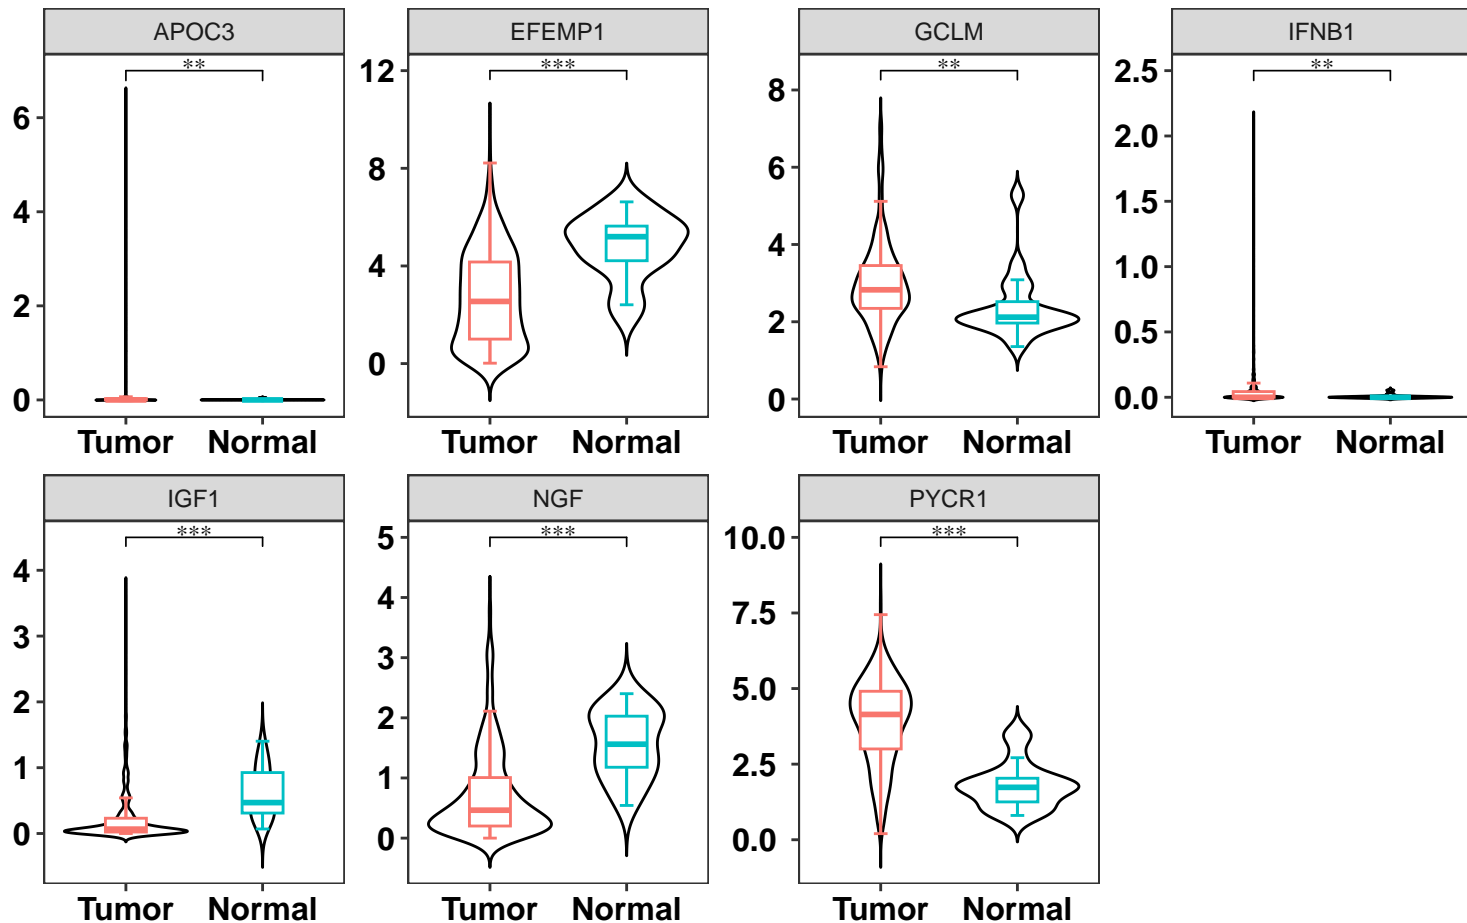 APOC3 EFEMP1 GCLM IFNB1
** *** ** **
6 4 2 0
12 8 4 0
8 6 4 2 0
2.5 2.0 1.5 1.0 0.5 0.0
Tumor Normal Tumor Normal Tumor Normal Tumor Normal
IGF1 NGF PYCR1
*** *** ***
4 3 2 1 0
5 4 3 2 1 0
10.0 7.5 5.0 2.5 0.0
Tumor Normal Tumor Normal Tumor Normal